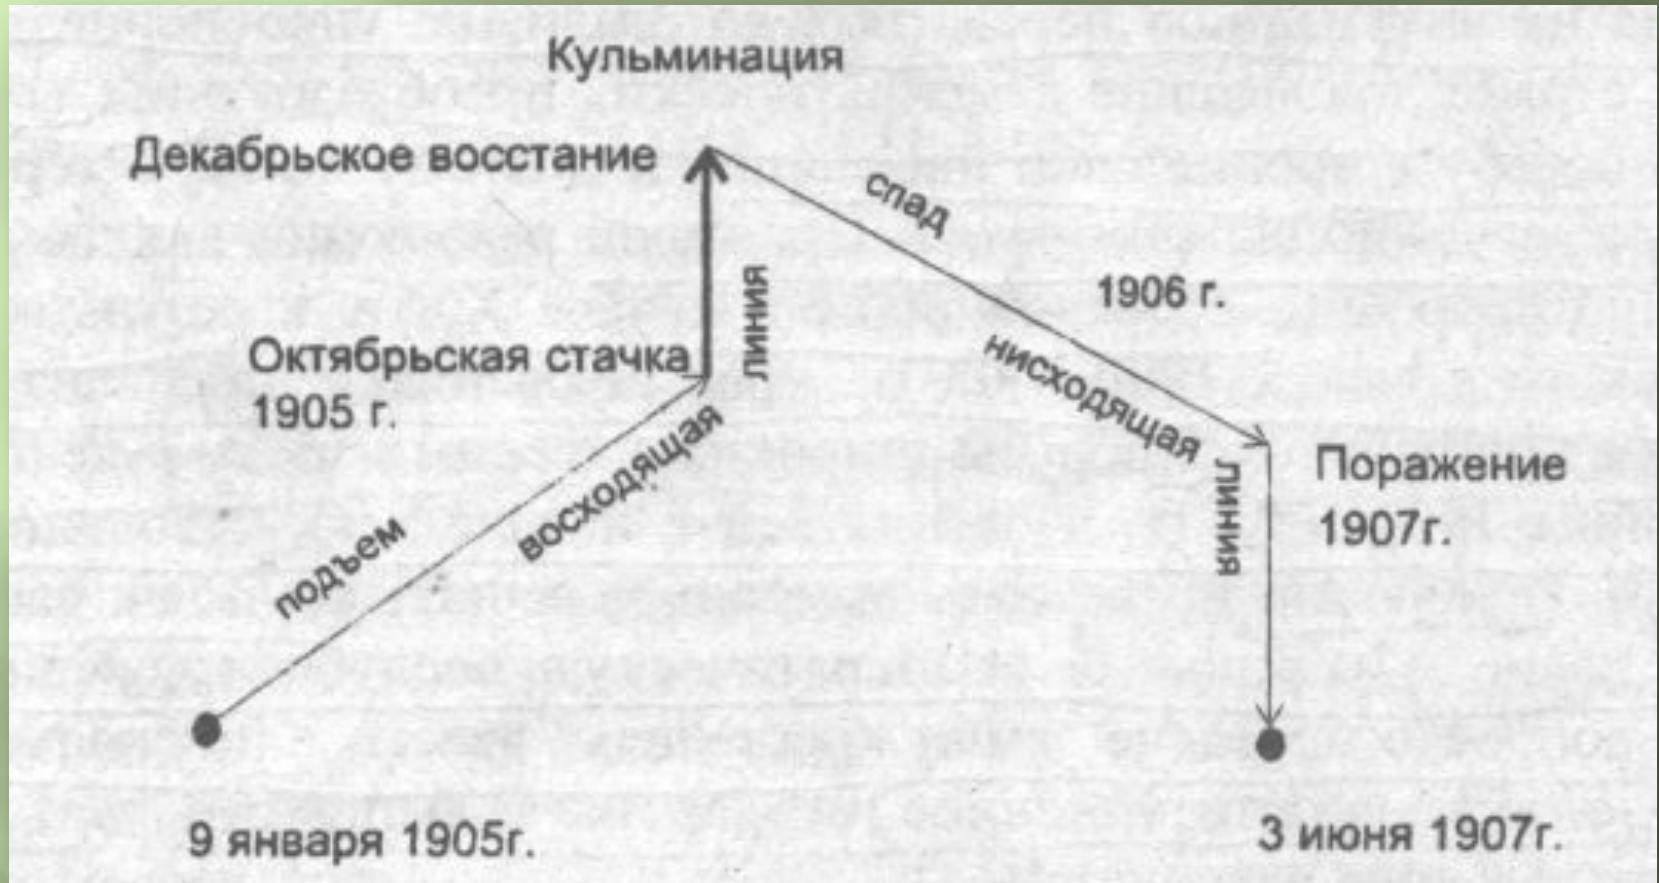 Кульминация
Декабрьское восстание
спад
1906 г.
линия
Октябрьская стачка
1905 г.
нисходящая
восходящая
линия
Поражение
1907г.
подъем
9 января 1905г.
3 июня 1907г.